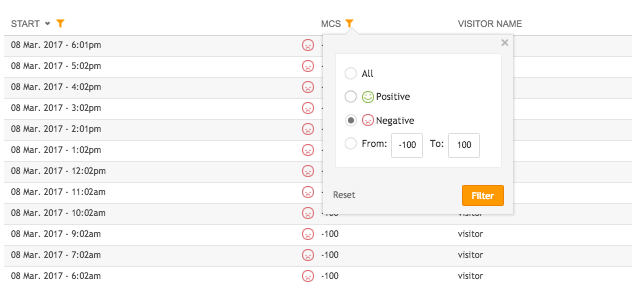 START MCS VISITOR NAME
08 Mar. 2017 - 6:01pm
08 Mar. 2017 - 5:02pm
08 Mar. 2017 - 4:02pm
08 Mar. 2017 - 3:02pm
08 Mar. 2017 - 2:01pm
08 Mar. 2017 - 1:02pm
08 Mar. 2017 - 12:02pm
08 Mar. 2017 - 11:02am
08 Mar. 2017 - 10:02am -100 visitor
08 Mar. 2017 - 9:02am -100 visitor
08 Mar. 2017 - 7:02am -100 visitor
08 Mar. 2017 - 6:02am -100 visitor
×
All
Positive
Negative
From: -100 To: 100
Reset Filter